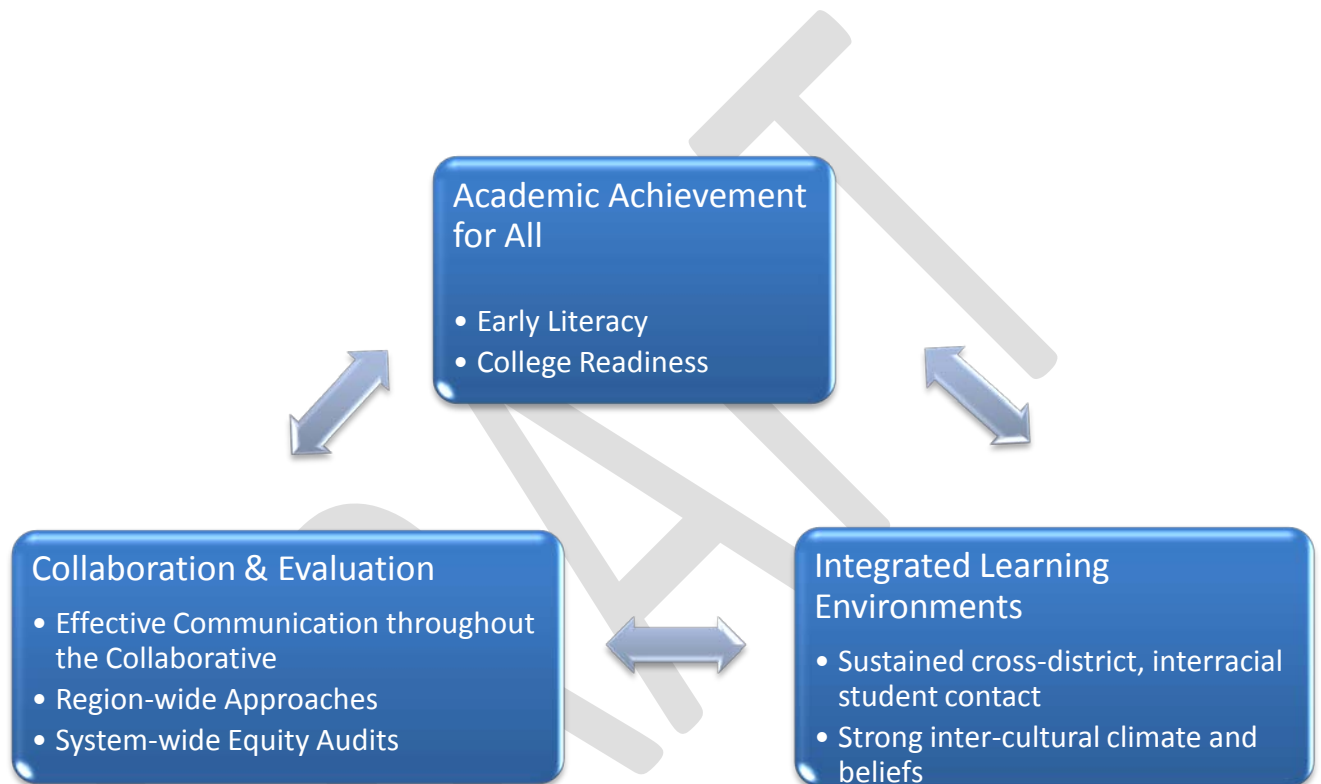 Academic Achievement
for All
• Early Literacy
• College Readiness
Collaboration & Evaluation
• Effective Communication throughout
the Collaborative
• Region-wide Approaches
• System-wide Equity Audits
Integrated Learning
Environments
• Sustained cross-district, interracial
student contact
• Strong inter-cultural climate and
beliefs
DRAFT